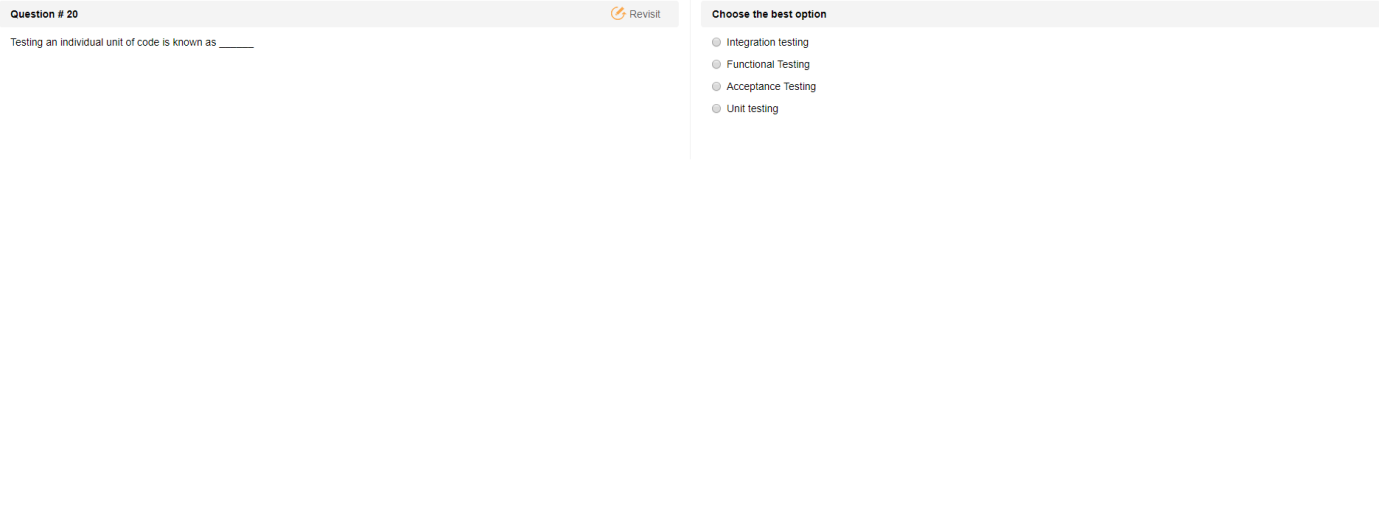 Question # 20
Revisit
Testing an individual unit of code is known as ______
Choose the best option
Integration testing
Functional Testing
Acceptance Testing
Unit testing